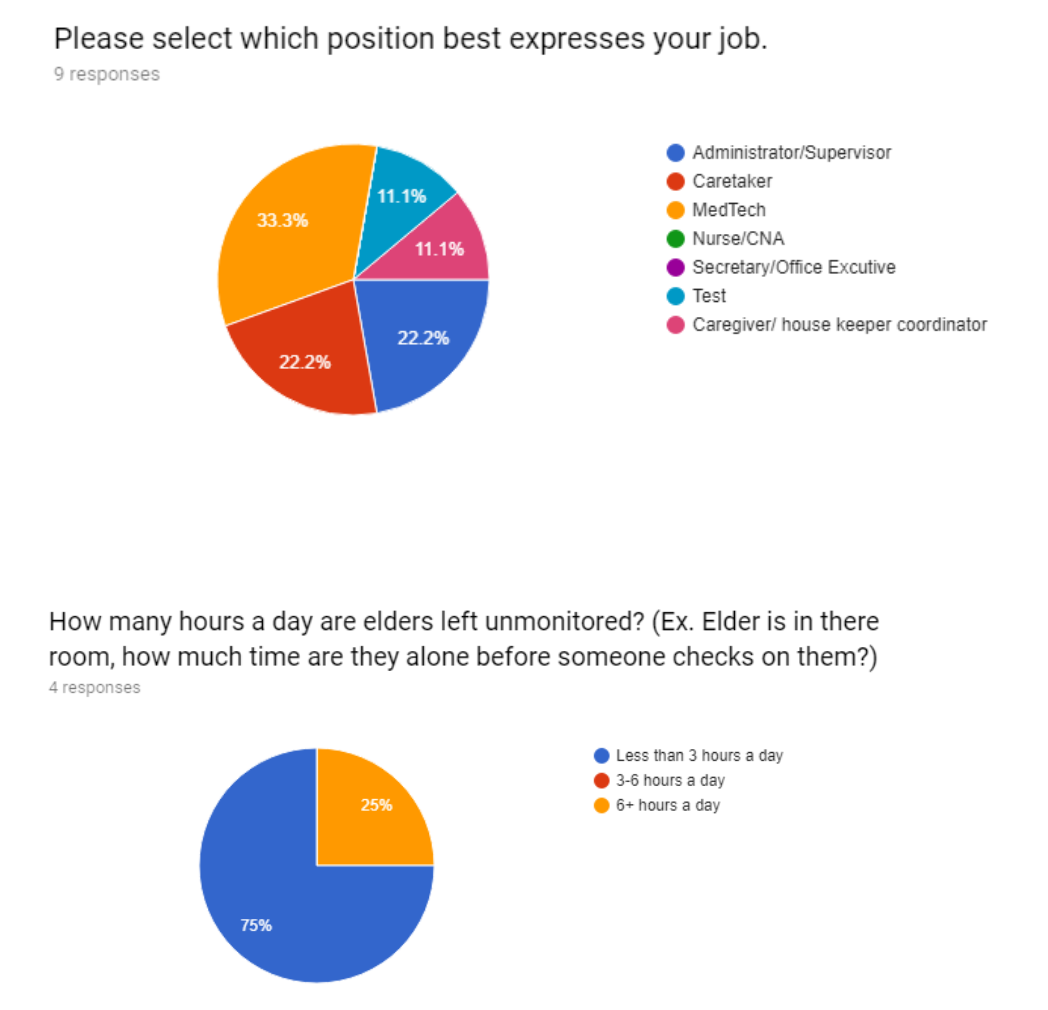 Please select which position best expresses your job.
9 responses
11.1%
33.3%
11.1%
22.2%
22.2%
Administrator/Supervisor
Caretaker
MedTech
Nurse/CNA
Secretary/Office Excutive
Test
Caregiver/ house keeper coordinator
How many hours a day are elders left unmonitored? (Ex. Elder is in there
room, how much time are they alone before someone checks on them?)
4 responses
25%
75%
Less than 3 hours a day
3-6 hours a day
6+ hours a day